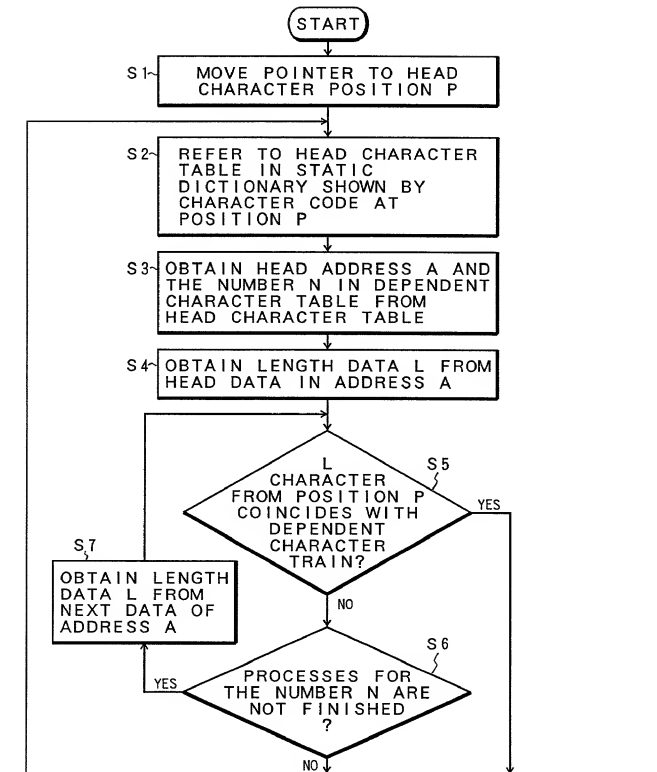 START
S1
MOVE POINTER TO HEAD
CHARACTER POSITION P
S2
REFER TO HEAD CHARACTER
TABLE IN STATIC
DICTIONARY SHOWN BY
CHARACTER CODE AT
POSITION P
S3
OBTAIN HEAD ADDRESS A AND
THE NUMBER N IN DEPENDENT
CHARACTER TABLE FROM
HEAD CHARACTER TABLE
S4
OBTAIN LENGTH DATA L FROM
HEAD DATA IN ADDRESS A
S5
L
CHARACTER
FROM POSITION P
COINCIDES WITH
DEPENDENT
CHARACTER
TRAIN?
YES
NO
S7
OBTAIN LENGTH
DATA L FROM
NEXT DATA OF
ADDRESS A
S6
PROCESSES FOR
THE NUMBER N ARE
NOT FINISHED
?
YES
NO